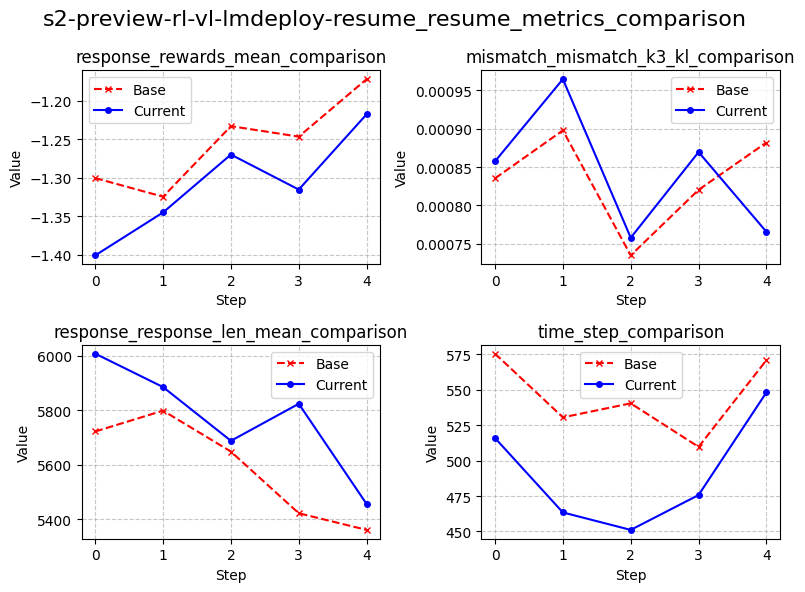 s2-preview-rl-vl-lmdeploy-resume_resume_metrics_comparison
response_rewards_mean_comparison
Base
Current
Value
−1.20
−1.25
−1.30
−1.35
−1.40
0 1 2 3 4
Step
mismatch_mismatch_k3_kl_comparison
Base
Current
Value
0.00095
0.00090
0.00085
0.00080
0.00075
0 1 2 3 4
Step
response_response_len_mean_comparison
Base
Current
Value
6000
5800
5600
5400
0 1 2 3 4
Step
time_step_comparison
Base
Current
Value
575
550
525
500
475
450
0 1 2 3 4
Step